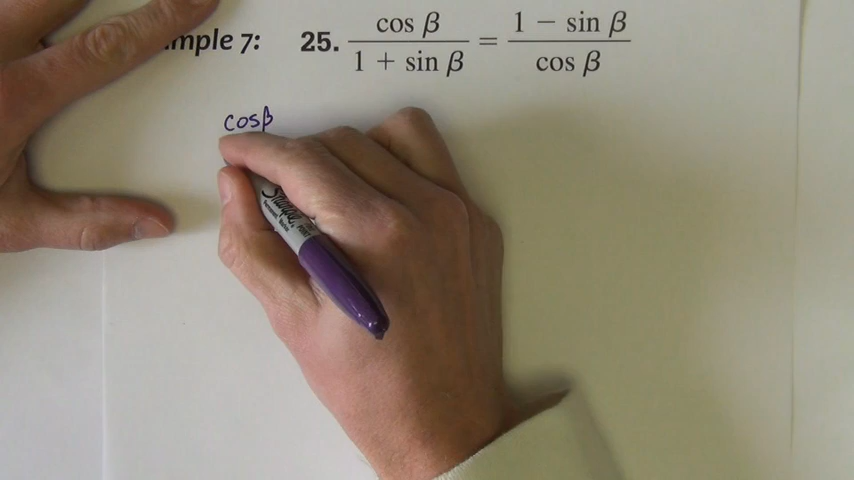 mple 7: 25. cos β / 1 + sin β = 1 − sin β / cos β
cosβ
Sharpie